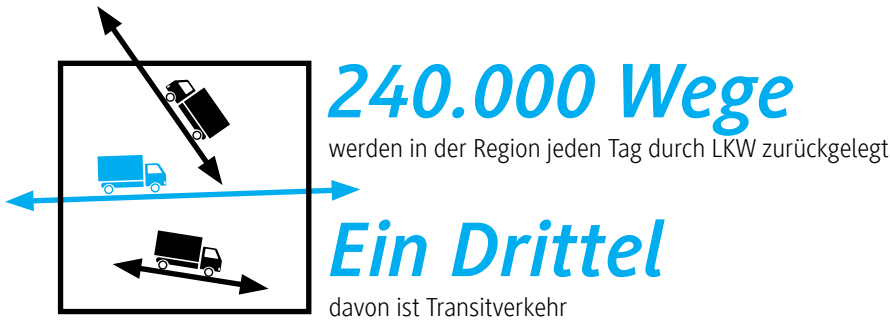 240.000 Wege
werden in der Region jeden Tag durch LKW zurückgelegt
Ein Drittel
davon ist Transitverkehr